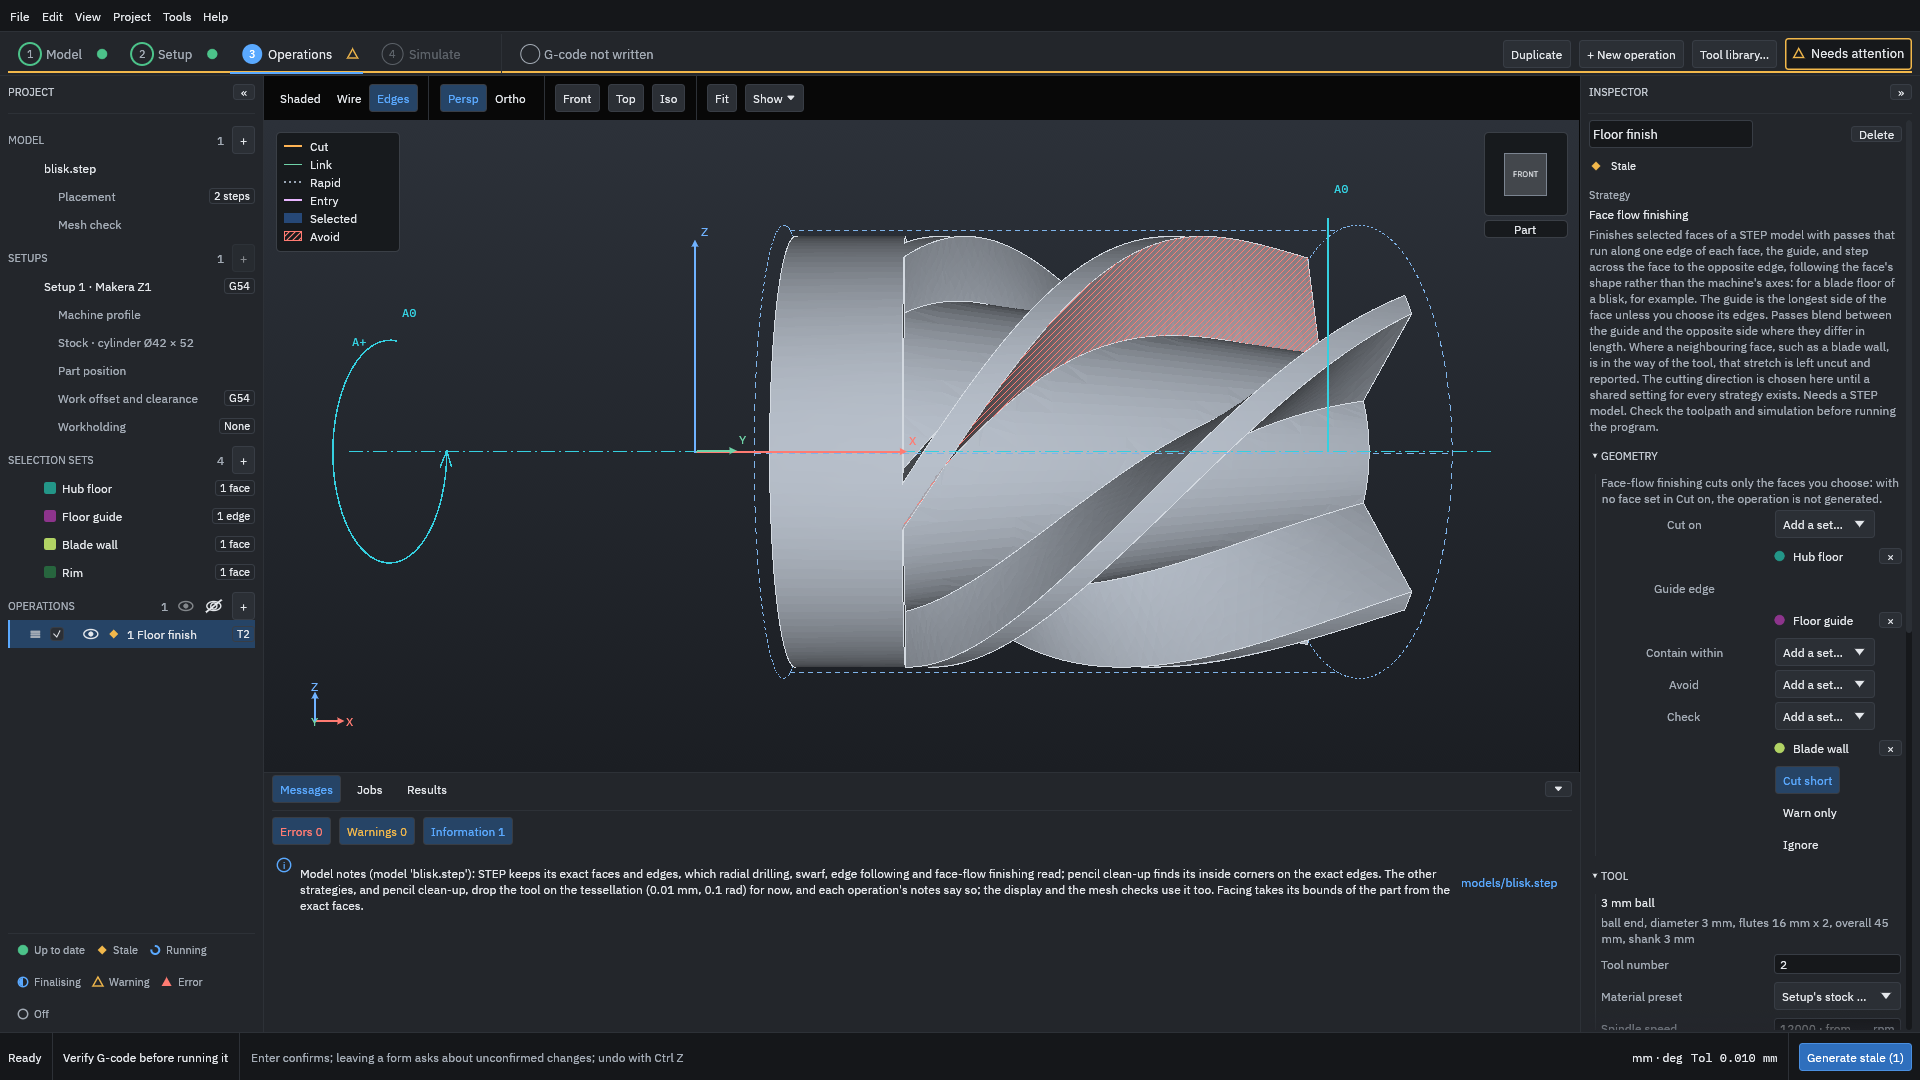 File Edit View Project Tools Help
1 Model 2 Setup 3 Operations 4 Simulate G-code not written Duplicate + New operation Tool library... Needs attention
PROJECT «
Shaded Wire Edges Persp Ortho Front Top Iso Fit Show
INSPECTOR »
MODEL 1 +
blisk.step
Placement 2 steps
Mesh check
SETUPS 1 +
Setup 1 · Makera Z1 G54
Machine profile
Stock · cylinder Ø42 × 52
Part position
Work offset and clearance G54
Workholding None
SELECTION SETS 4 +
Hub floor 1 face
Floor guide 1 edge
Blade wall 1 face
Rim 1 face
OPERATIONS 1 +
1 Floor finish T2
Up to date Stale Running
Finalising Warning Error
Off
Cut
Link
Rapid
Entry
Selected
Avoid
FRONT
Part
A0
Z
A0
A+
Y
X
Z
Y X
Messages Jobs Results
Errors 0 Warnings 0 Information 1
Model notes (model 'blisk.step'): STEP keeps its exact faces and edges, which radial drilling, swarf, edge following and face-flow finishing read; pencil clean-up finds its inside corners on the exact edges. The other
strategies, and pencil clean-up, drop the tool on the tessellation (0.01 mm, 0.1 rad) for now, and each operation's notes say so; the display and the mesh checks use it too. Facing takes its bounds of the part from the
exact faces.
models/blisk.step
Floor finish Delete
Stale
Strategy
Face flow finishing
Finishes selected faces of a STEP model with passes that
run along one edge of each face, the guide, and step
across the face to the opposite edge, following the face's
shape rather than the machine's axes: for a blade floor of
a blisk, for example. The guide is the longest side of the
face unless you choose its edges. Passes blend between
the guide and the opposite side where they differ in
length. Where a neighbouring face, such as a blade wall,
is in the way of the tool, that stretch is left uncut and
reported. The cutting direction is chosen here until a
shared setting for every strategy exists. Needs a STEP
model. Check the toolpath and simulation before running
the program.
GEOMETRY
Face-flow finishing cuts only the faces you choose: with
no face set in Cut on, the operation is not generated.
Cut on Add a set...
Hub floor ×
Guide edge
Floor guide ×
Contain within Add a set...
Avoid Add a set...
Check Add a set...
Blade wall ×
Cut short
Warn only
Ignore
TOOL
3 mm ball
ball end, diameter 3 mm, flutes 16 mm x 2, overall 45
mm, shank 3 mm
Tool number 2
Material preset Setup's stock ...
Spindle speed 12000 · from ... rpm
Ready Verify G-code before running it Enter confirms; leaving a form asks about unconfirmed changes; undo with Ctrl Z mm · deg Tol 0.010 mm Generate stale (1)